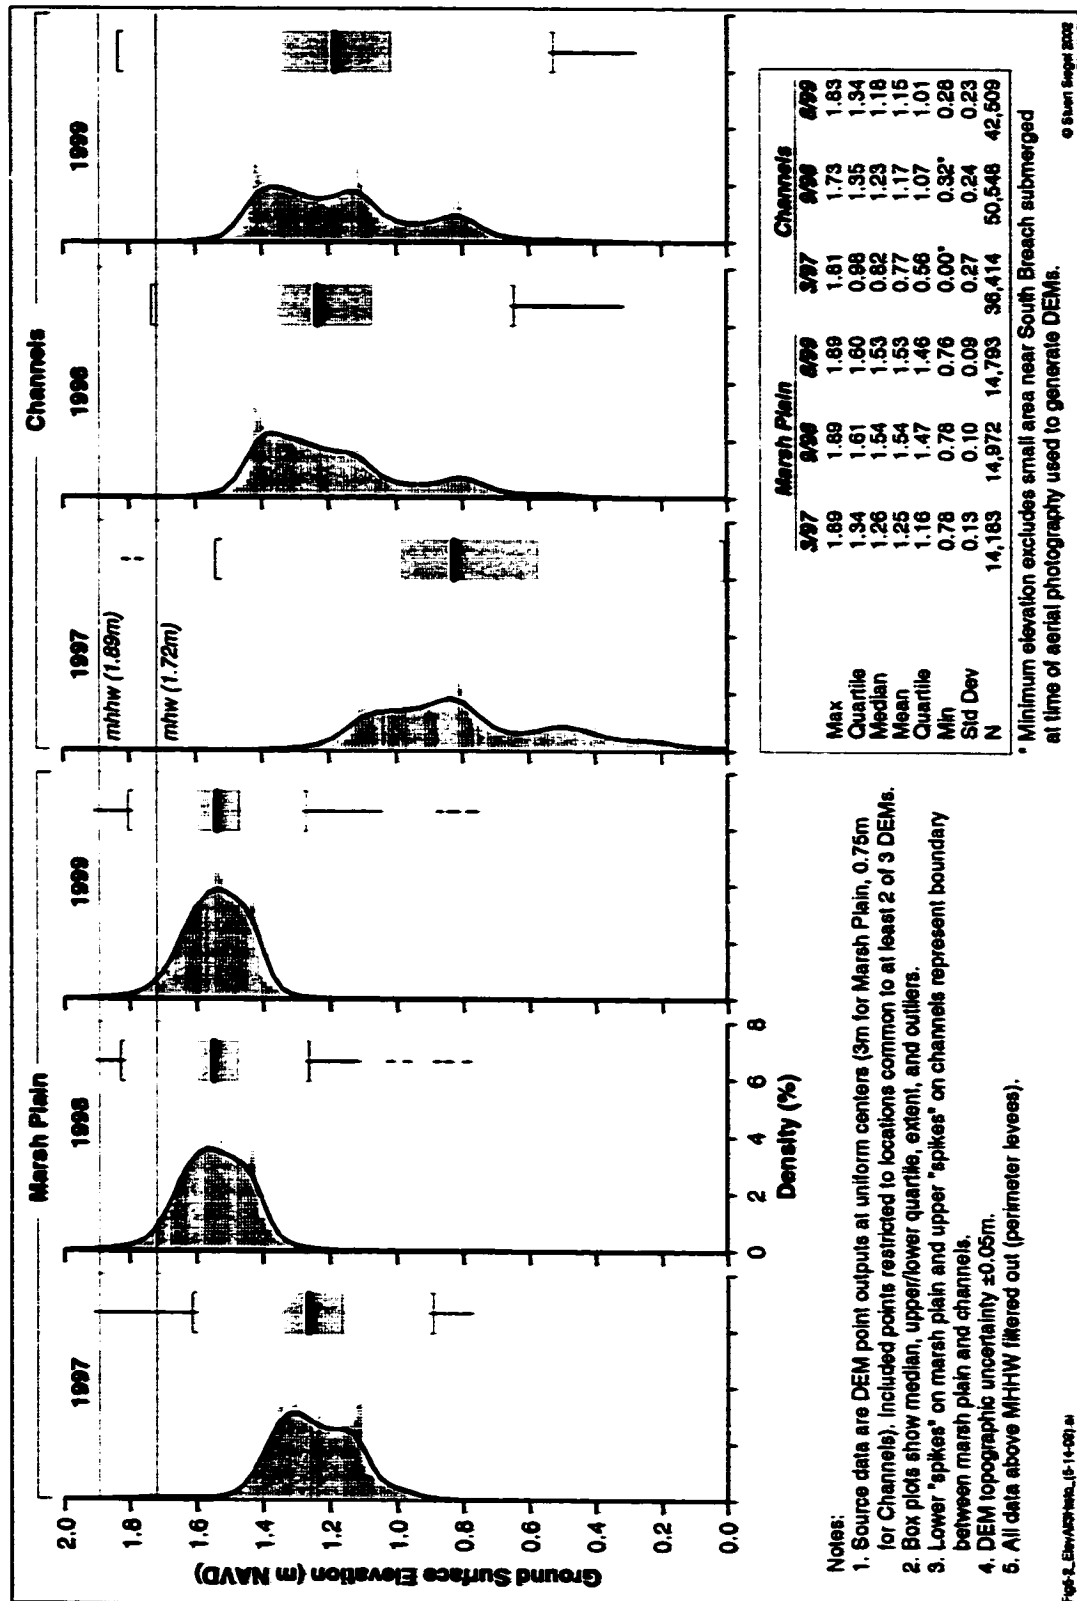 Marsh Plain
Channels
1997
1998
1999
1997
1998
1999
mhhw (1.89m)
mhw (1.72m)
Ground Surface Elevation (m NAVD)
2.0
1.8
1.6
1.4
1.2
1.0
0.8
0.6
0.4
0.2
0.0
0 2 4 6 8
Density (%)
Notes:
1. Source data are DEM point outputs at uniform centers (3m for Marsh Plain, 0.75m
for Channels). Included points restricted to locations common to at least 2 of 3 DEMs.
2. Box plots show median, upper/lower quartile, extent, and outliers.
3. Lower "spikes" on marsh plain and upper "spikes" on channels represent boundary
between marsh plain and channels.
4. DEM topographic uncertainty ±0.05m.
5. All data above MHHW filtered out (perimeter levees).
Marsh Plain Channels
3/97 9/98 8/99 3/97 9/98 8/99
Max 1.89 1.89 1.89 1.81 1.73 1.83
Quartile 1.34 1.61 1.60 0.98 1.35 1.34
Median 1.26 1.54 1.53 0.82 1.23 1.18
Mean 1.25 1.54 1.53 0.77 1.17 1.15
Quartile 1.16 1.47 1.46 0.56 1.07 1.01
Min 0.78 0.78 0.76 0.00* 0.32* 0.28
Std Dev 0.13 0.10 0.09 0.27 0.24 0.23
N 14,183 14,972 14,793 36,414 50,548 42,509
* Minimum elevation excludes small area near South Breach submerged
at time of aerial photography used to generate DEMs.
© Stuart Siegel 2002